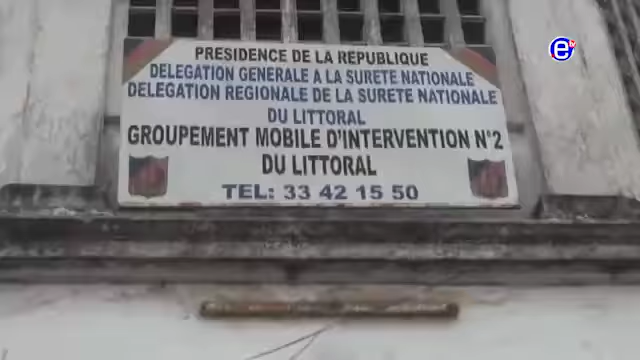 PRESIDENCE DE LA REPUBLIQUE
DELEGATION GENERALE A LA SURETE NATIONALE
DELEGATION REGIONALE DE LA SURETE NATIONALE
DU LITTORAL
GROUPEMENT MOBILE D'INTERVENTION N°2
DU LITTORAL
TEL: 33 42 15 50